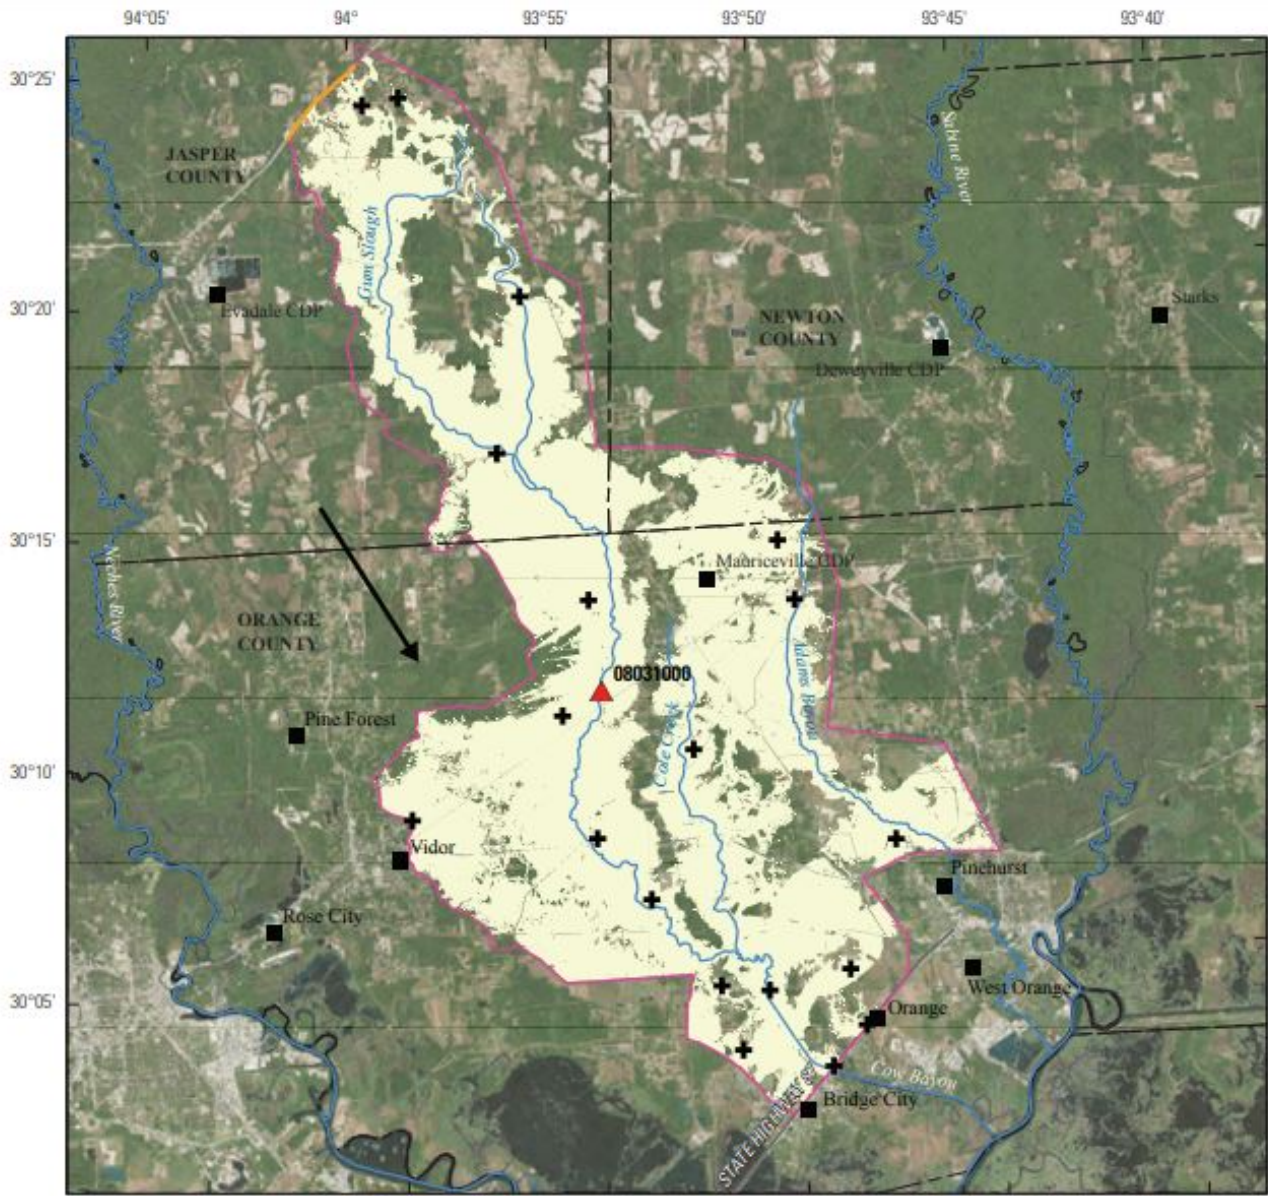 94°05'
94°
93°55'
93°50'
93°45'
93°40'
30°25'
30°20'
30°15'
30°10'
30°05'
JASPER
COUNTY
Sabine River
Gum Slough
Evadale CDP
Starks
NEWTON
COUNTY
Deweyville CDP
Neches River
Mauriceville CDP
ORANGE
COUNTY
08031000
Adams Bayou
Cole Creek
Pine Forest
Vidor
Pinehurst
Rose City
West Orange
Orange
Cow Bayou
Bridge City
STATE HIGHWAY 87